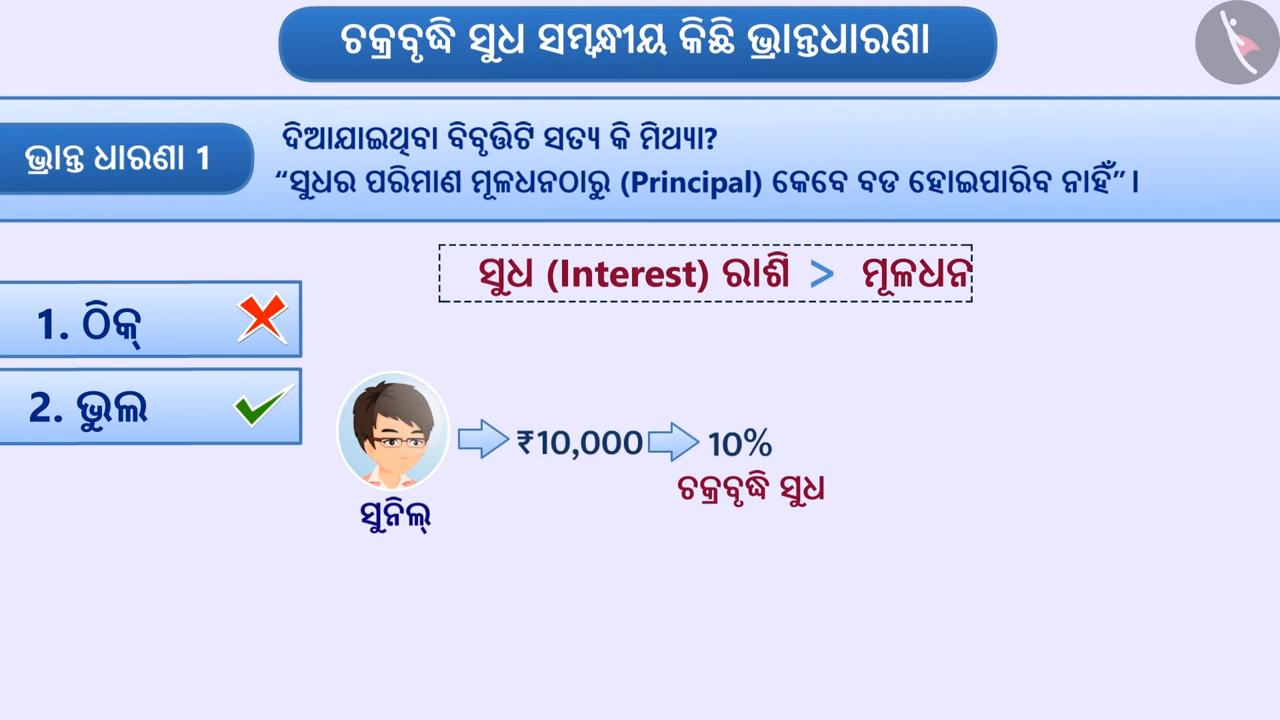 ଚକ୍ରବୃଦ୍ଧି ସୁଧ ସମ୍ବନ୍ଧୀୟ କିଛି ଭ୍ରାନ୍ତଧାରଣା
ଭ୍ରାନ୍ତ ଧାରଣା 1
ଦିଆଯାଇଥିବା ବିବୃତ୍ତିଟି ସତ୍ୟ କି ମିଥ୍ୟା?
“ସୁଧର ପରିମାଣ ମୂଳଧନଠାରୁ (Principal) କେବେ ବଡ ହୋଇପାରିବ ନାହିଁ”।
ସୁଧ (Interest) ରାଶି > ମୂଳଧନ
1. ଠିକ୍
2. ଭୁଲ
₹10,000
10%
ଚକ୍ରବୃଦ୍ଧି ସୁଧ
ସୁନିଲ୍